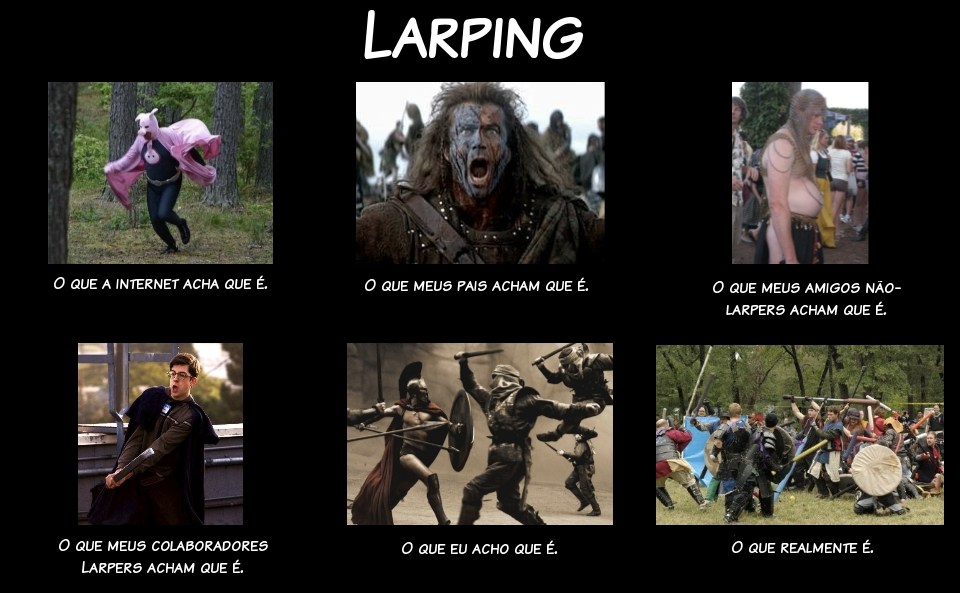 LARPING
O QUE A INTERNET ACHA QUE É.
O QUE MEUS PAIS ACHAM QUE É.
O QUE MEUS AMIGOS NÃO-
LARPERS ACHAM QUE É.
O QUE MEUS COLABORADORES
LARPERS ACHAM QUE É.
O QUE EU ACHO QUE É.
O QUE REALMENTE É.